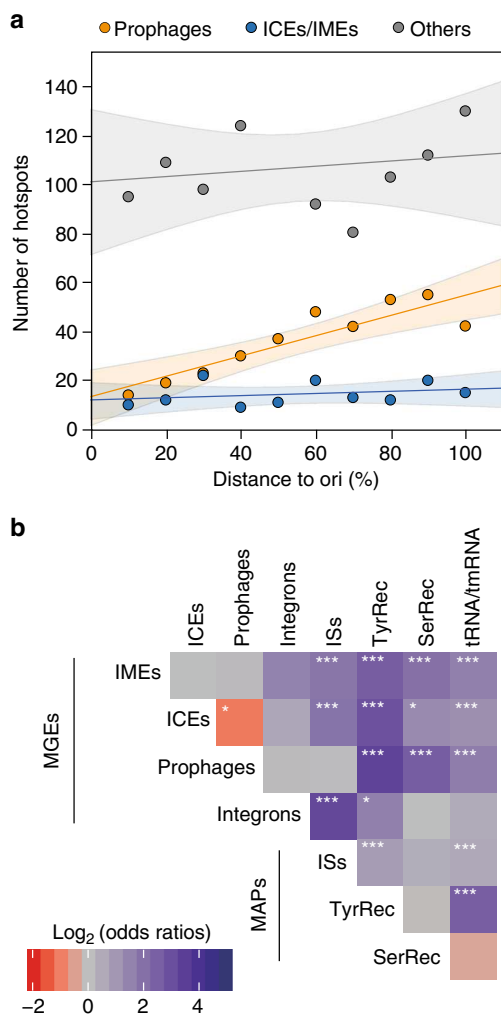 a
Prophages ICEs/IMEs Others
Number of hotspots
140
120
100
80
60
40
20
0
0 20 40 60 80 100
Distance to ori (%)
b
ICEs Prophages Integrons ISs TyrRec SerRec tRNA/tmRNA
MGEs
IMEs *** *** *** ***
ICEs * *** *** * ***
Prophages *** *** ***
Integrons *** *
MAPs
ISs *** ***
TyrRec ***
SerRec
Log2 (odds ratios)
−2 0 2 4